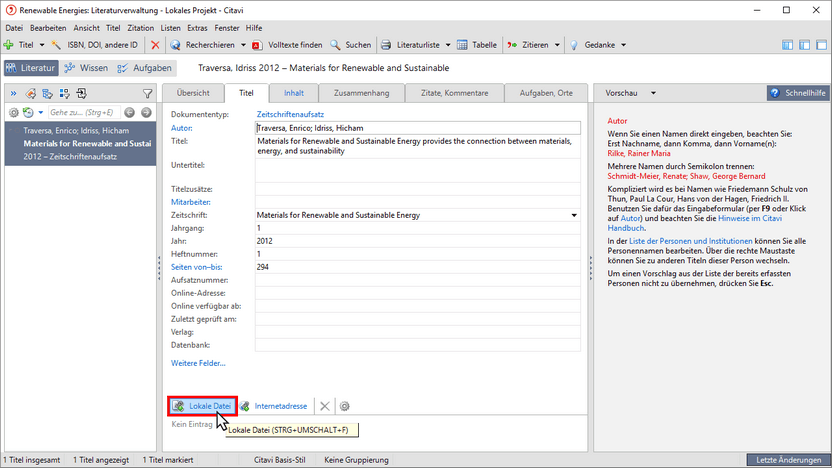 Renewable Energies: Literaturverwaltung - Lokales Projekt - Citavi
Datei Bearbeiten Ansicht Titel Zitation Listen Extras Fenster Hilfe
Titel ISBN, DOI, andere ID Recherchieren Volltexte finden Suchen Literaturliste Tabelle Zitieren Gedanke
Literatur Wissen Aufgaben Traversa, Idriss 2012 – Materials for Renewable and Sustainable
Übersicht Titel Inhalt Zusammenhang Zitate, Kommentare Aufgaben, Orte Vorschau Schnellhilfe
Gehe zu... (Strg+E)
Traversa, Enrico; Idriss, Hicham
Materials for Renewable and Sustai
2012 – Zeitschriftenaufsatz
Dokumententyp: Zeitschriftenaufsatz
Autor: Traversa, Enrico; Idriss, Hicham
Titel: Materials for Renewable and Sustainable Energy provides the connection between materials,
energy, and sustainability
Untertitel:
Titelzusätze:
Mitarbeiter:
Zeitschrift: Materials for Renewable and Sustainable Energy
Jahrgang: 1
Jahr: 2012
Heftnummer: 1
Seiten von–bis: 294
Aufsatznummer:
Online-Adresse:
Online verfügbar ab:
Zuletzt geprüft am:
Verlag:
Datenbank:
Weitere Felder...
Lokale Datei Internetadresse
Kein Eintrag
Lokale Datei (STRG+UMSCHALT+F)
Autor
Wenn Sie einen Namen direkt eingeben, beachten Sie:
Erst Nachname, dann Komma, dann Vorname(n):
Rilke, Rainer Maria
Mehrere Namen durch Semikolon trennen:
Schmidt-Meier, Renate; Shaw, George Bernard
Kompliziert wird es bei Namen wie Friedemann Schulz von
Thun, Paul La Cour, Hans von der Hagen, Friedrich II.
Benutzen Sie dafür das Eingabeformular (per F9 oder Klick
auf Autor) und beachten Sie die Hinweise im Citavi
Handbuch.
In der Liste der Personen und Institutionen können Sie alle
Personennamen bearbeiten. Über die rechte Maustaste
können Sie zu anderen Titeln dieser Person wechseln.
Um einen Vorschlag aus der Liste der bereits erfassten
Personen nicht zu übernehmen, drücken Sie Esc.
1 Titel insgesamt 1 Titel angezeigt 1 Titel markiert Citavi Basis-Stil Keine Gruppierung Letzte Änderungen